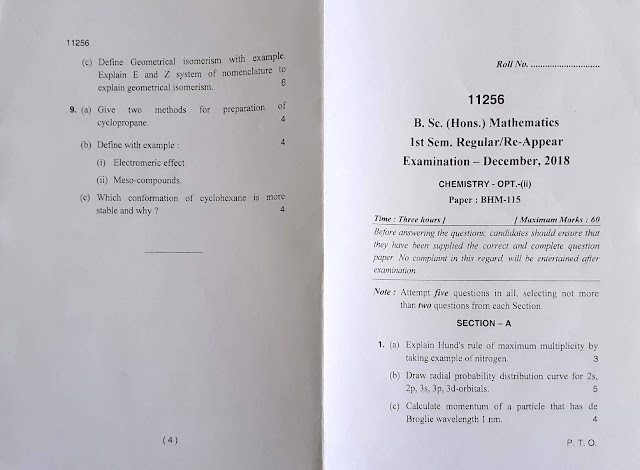 11256
(c) Define Geometrical isomerism with example.
Explain E and Z system of nomenclature to
explain geometrical isomerism. 6
9. (a) Give two methods for preparation of
cyclopropane. 4
(b) Define with example : 4
(i) Electromeric effect
(ii) Meso-compounds.
(c) Which conformation of cyclohexane is more
stable and why ? 4
( 4 )
Roll No. .............................
11256
B. Sc. (Hons.) Mathematics
1st Sem. Regular/Re-Appear
Examination – December, 2018
CHEMISTRY - OPT.-(ii)
Paper : BHM-115
Time : Three hours ] [ Maximum Marks : 60
Before answering the questions, candidates should ensure that
they have been supplied the correct and complete question
paper. No complaint in this regard, will be entertained after
examination.
Note : Attempt five questions in all, selecting not more
than two questions from each Section.
SECTION – A
1. (a) Explain Hund's rule of maximum multiplicity by
taking example of nitrogen. 3
(b) Draw radial probability distribution curve for 2s,
2p, 3s, 3p, 3d-orbitals. 5
(c) Calculate momentum of a particle that has de
Broglie wavelength 1 nm. 4
P. T. O.